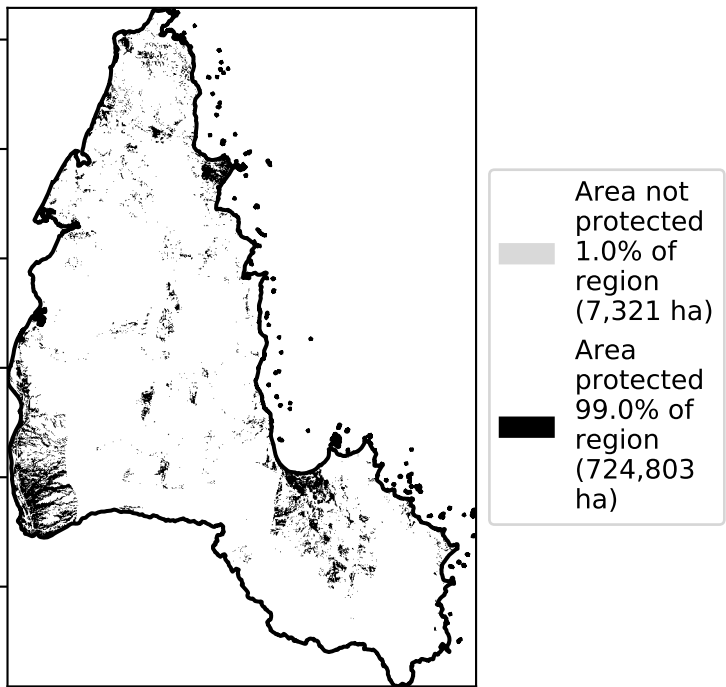 Area not
protected
1.0% of
region
(7,321 ha)
Area
protected
99.0% of
region
(724,803
ha)